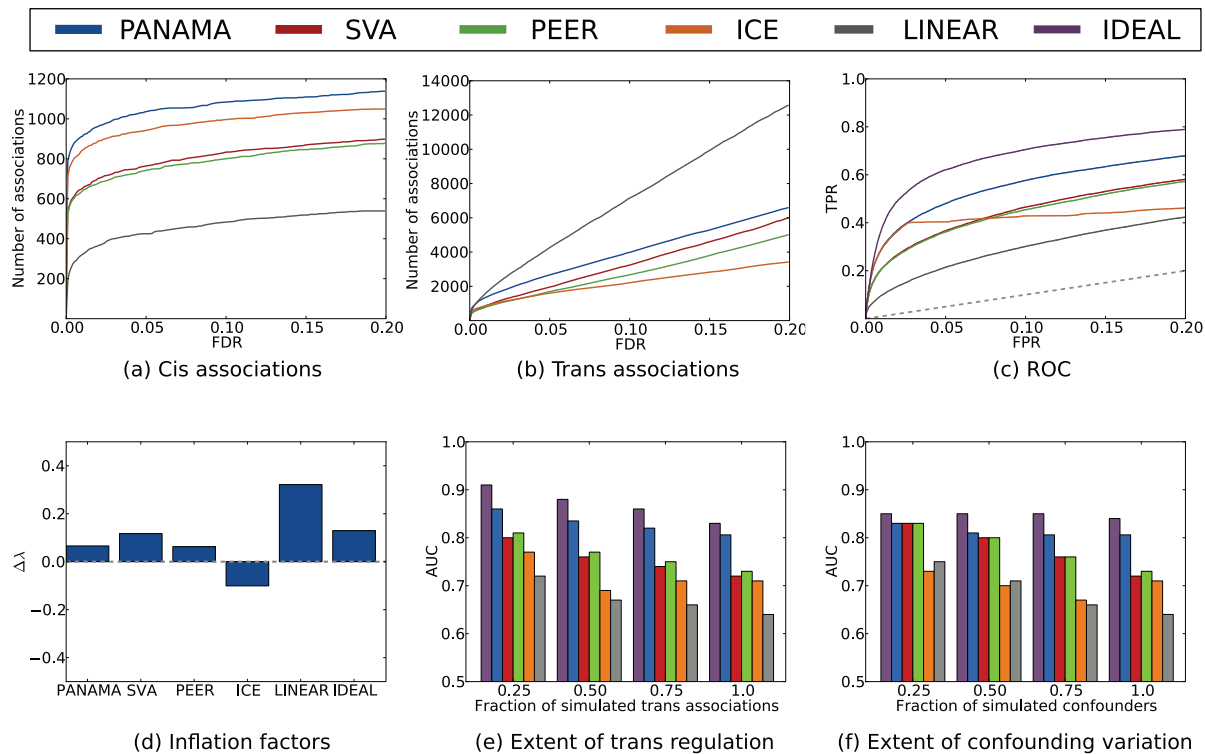 PANAMA SVA PEER ICE LINEAR IDEAL
Number of associations
1200
1000
800
600
400
200
0.00 0.05 0.10 0.15 0.20
FDR
(a) Cis associations
Number of associations
14000
12000
10000
8000
6000
4000
2000
0.00 0.05 0.10 0.15 0.20
FDR
(b) Trans associations
TPR
1.0
0.8
0.6
0.4
0.2
0.00 0.05 0.10 0.15 0.20
FPR
(c) ROC
Δλ
0.4
0.2
0.0
−0.2
−0.4
PANAMA SVA PEER ICE LINEAR IDEAL
(d) Inflation factors
AUC
1.0
0.9
0.8
0.7
0.6
0.5
0.25 0.50 0.75 1.0
Fraction of simulated trans associations
(e) Extent of trans regulation
AUC
1.0
0.9
0.8
0.7
0.6
0.5
0.25 0.50 0.75 1.0
Fraction of simulated confounders
(f) Extent of confounding variation